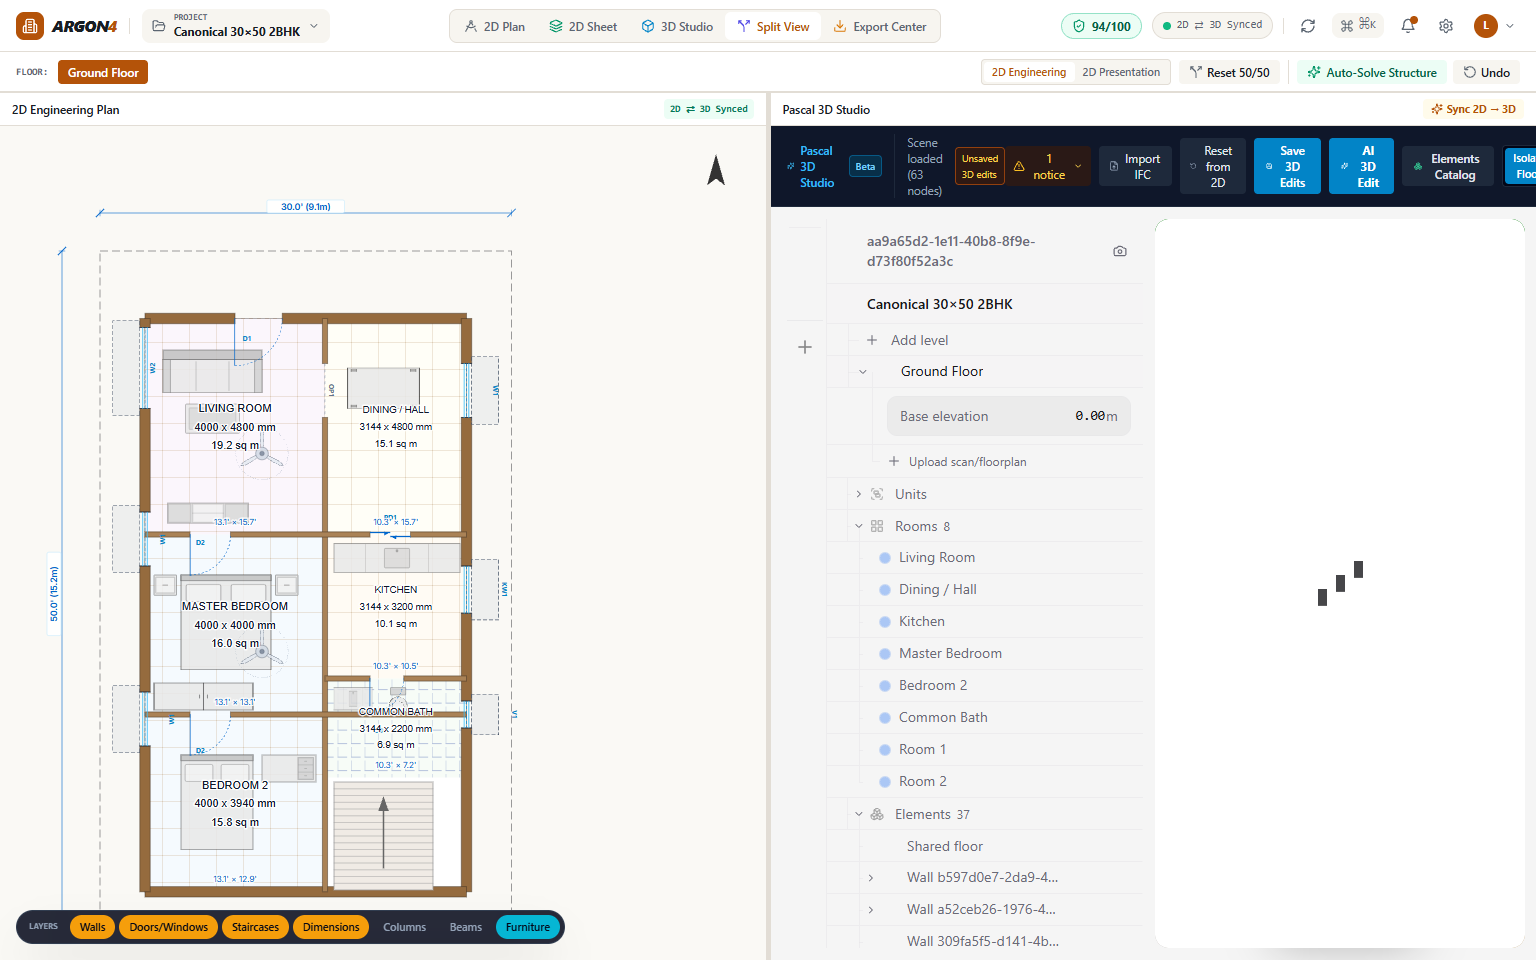 ARGON4
PROJECT
Canonical 30×50 2BHK
2D Plan
2D Sheet
3D Studio
Split View
Export Center
94/100
2D ⇄ 3D Synced
⌘ ⌘K
L
FLOOR:
Ground Floor
2D Engineering
2D Presentation
Reset 50/50
Auto-Solve Structure
Undo
2D Engineering Plan
2D ⇄ 3D Synced
Pascal 3D Studio
Sync 2D → 3D
Pascal
3D
Studio
Beta
Scene
loaded
(63
nodes)
Unsaved
3D edits
1
notice
Import
IFC
Reset
from
2D
Save
3D
Edits
AI
3D
Edit
Elements
Catalog
30.0' (9.1m)
50.0' (15.2m)
D1
W2
OP1
W1
LIVING ROOM
4000 x 4800 mm
19.2 sq m
13.1' × 15.7'
DINING / HALL
3144 x 4800 mm
15.1 sq m
10.3' × 15.7'
D2
KITCHEN
3144 x 3200 mm
10.1 sq m
10.3' × 10.5'
KW1
MASTER BEDROOM
4000 x 4000 mm
16.0 sq m
13.1' × 13.1'
COMMON BATH
3144 x 2200 mm
6.9 sq m
10.3' × 7.2'
V1
D2
BEDROOM 2
4000 x 3940 mm
15.8 sq m
13.1' × 12.9'
LAYERS
Walls
Doors/Windows
Staircases
Dimensions
Columns
Beams
Furniture
aa9a65d2-1e11-40b8-8f9e-
d73f80f52a3c
Canonical 30×50 2BHK
Add level
Ground Floor
Base elevation
0.00m
Upload scan/floorplan
Units
Rooms 8
Living Room
Dining / Hall
Kitchen
Master Bedroom
Bedroom 2
Common Bath
Room 1
Room 2
Elements 37
Shared floor
Wall b597d0e7-2da9-4...
Wall a52ceb26-1976-4...
Wall 309fa5f5-d141-4b...